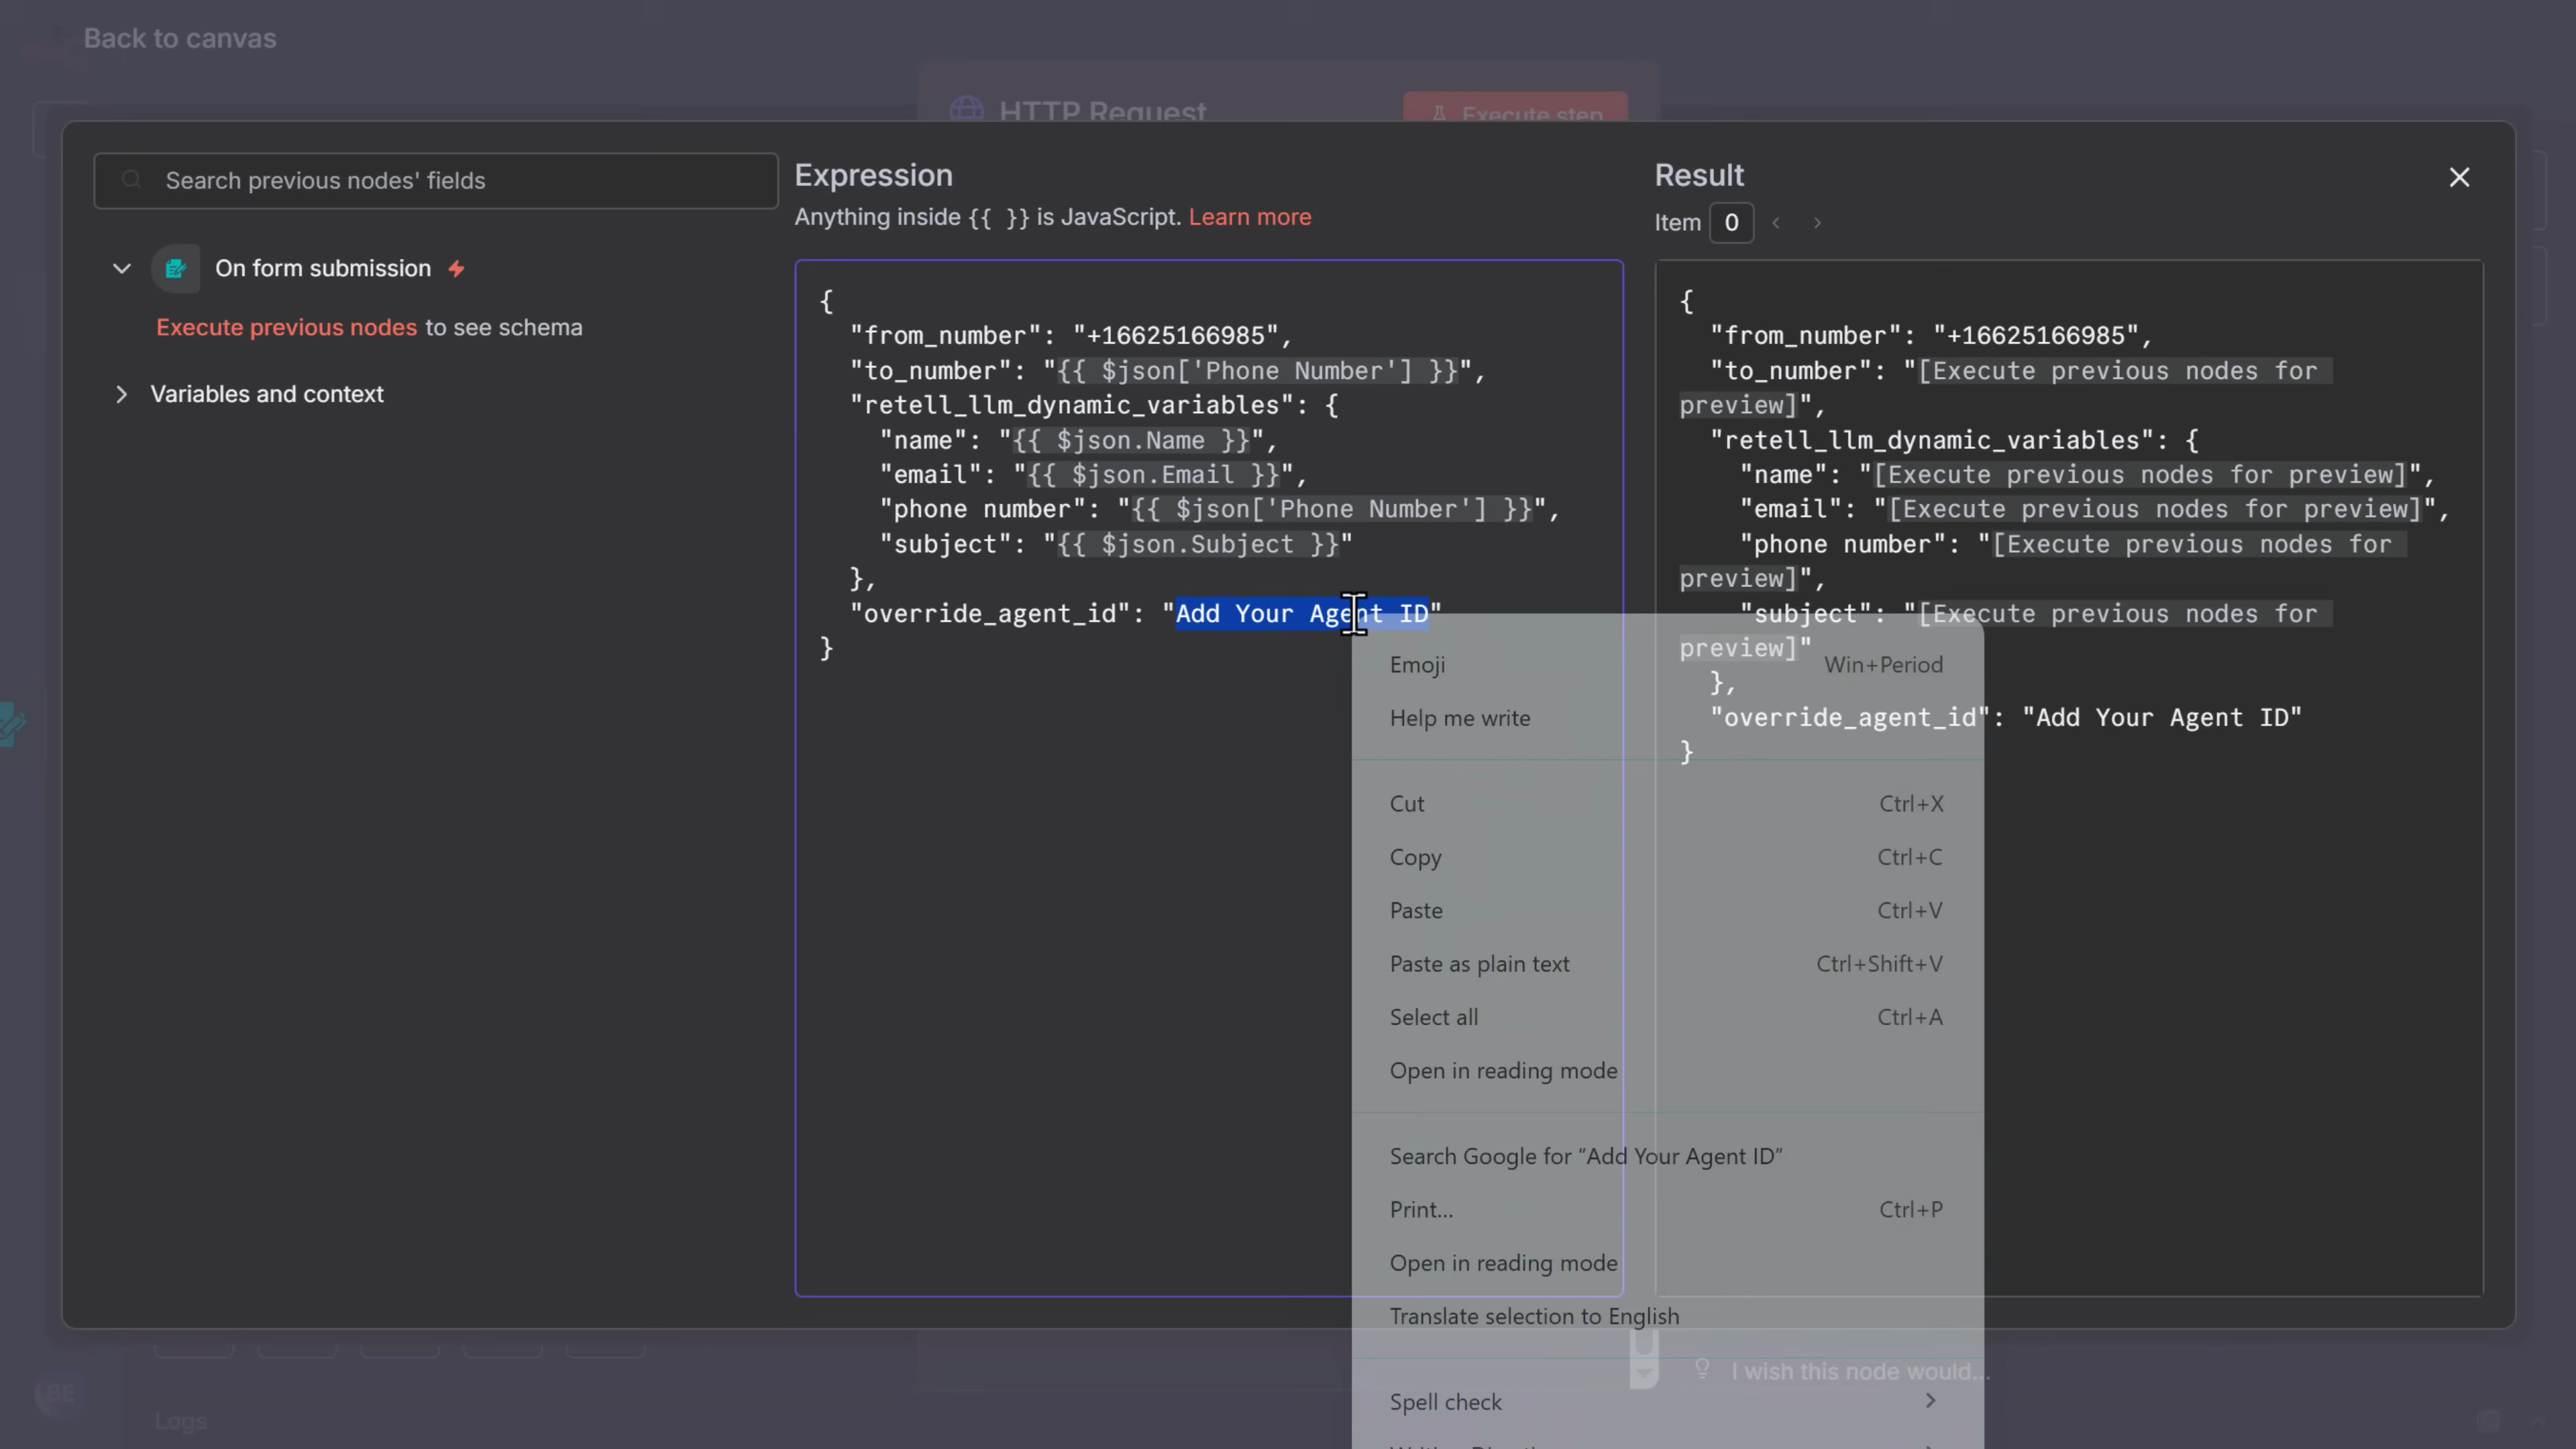 Back to canvas
HTTP Request
Execute step
Search previous nodes' fields
On form submission
Execute previous nodes to see schema
Variables and context
Expression
Anything inside {{ }} is JavaScript. Learn more
{
"from_number": "+16625166985",
"to_number": "{{ $json['Phone Number'] }}",
"retell_llm_dynamic_variables": {
"name": "{{ $json.Name }}",
"email": "{{ $json.Email }}",
"phone number": "{{ $json['Phone Number'] }}",
"subject": "{{ $json.Subject }}"
},
"override_agent_id": "Add Your Agent ID"
}
Result
Item 0
{
"from_number": "+16625166985",
"to_number": "[Execute previous nodes for
preview]",
"retell_llm_dynamic_variables": {
"name": "[Execute previous nodes for preview]",
"email": "[Execute previous nodes for preview]",
"phone number": "[Execute previous nodes for
preview]",
"subject": "[Execute previous nodes for
preview]"
},
"override_agent_id": "Add Your Agent ID"
}
Emoji Win+Period
Help me write
Cut Ctrl+X
Copy Ctrl+C
Paste Ctrl+V
Paste as plain text Ctrl+Shift+V
Select all Ctrl+A
Open in reading mode
Search Google for “Add Your Agent ID”
Print... Ctrl+P
Open in reading mode
Translate selection to English
Spell check
I wish this node would...
BE
Logs